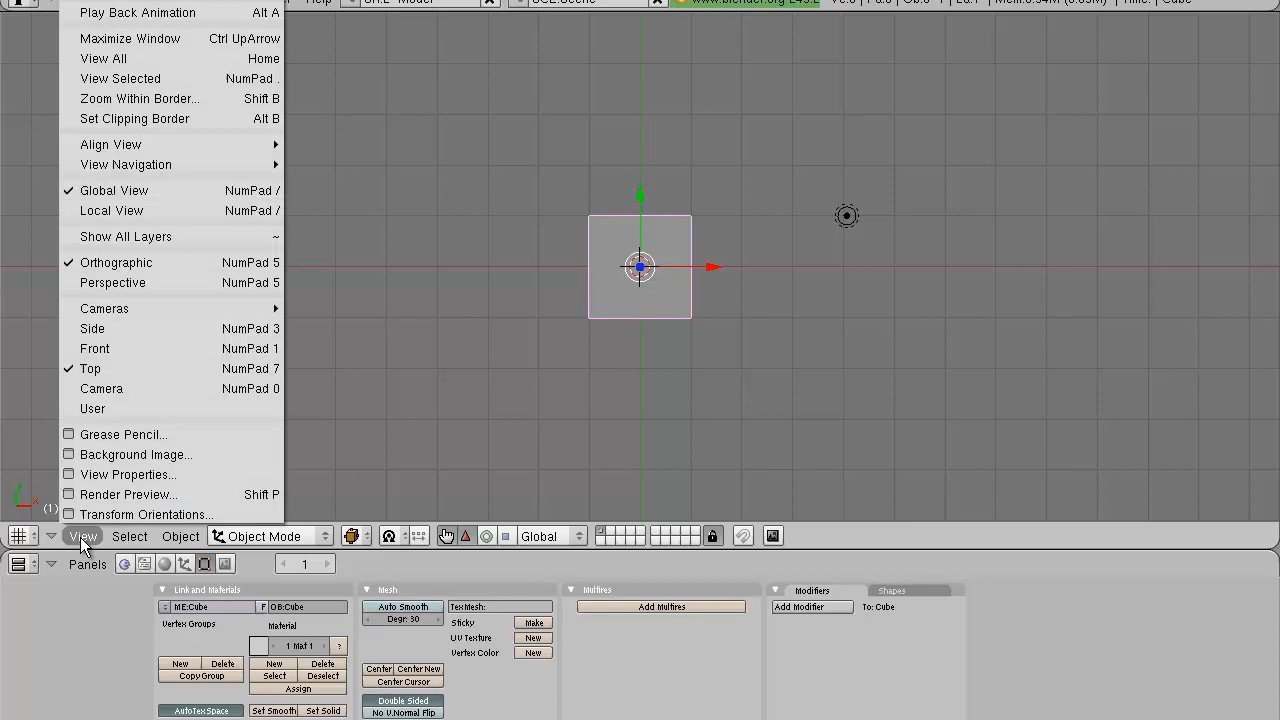 Play Back Animation Alt A
Maximize Window Ctrl UpArrow
View All Home
View Selected NumPad .
Zoom Within Border... Shift B
Set Clipping Border Alt B
Align View
View Navigation
Global View NumPad /
Local View NumPad /
Show All Layers ~
Orthographic NumPad 5
Perspective NumPad 5
Cameras
Side NumPad 3
Front NumPad 1
Top NumPad 7
Camera NumPad 0
User
Grease Pencil...
Background Image...
View Properties...
Render Preview... Shift P
Transform Orientations...
(1)
View Select Object Object Mode Global
Panels 1
Link and Materials Mesh Multires Modifiers Shapes
ME:Cube F OB:Cube Auto Smooth TexMesh: Add Multires Add Modifier To: Cube
Vertex Groups Material Degr: 30 Sticky Make
1 Mat 1 ? UV Texture New
Vertex Color New
New Delete New Delete Center Center New
Copy Group Select Deselect Center Cursor
Assign
Double Sided
AutoTexSpace Set Smooth Set Solid No V.Normal Flip